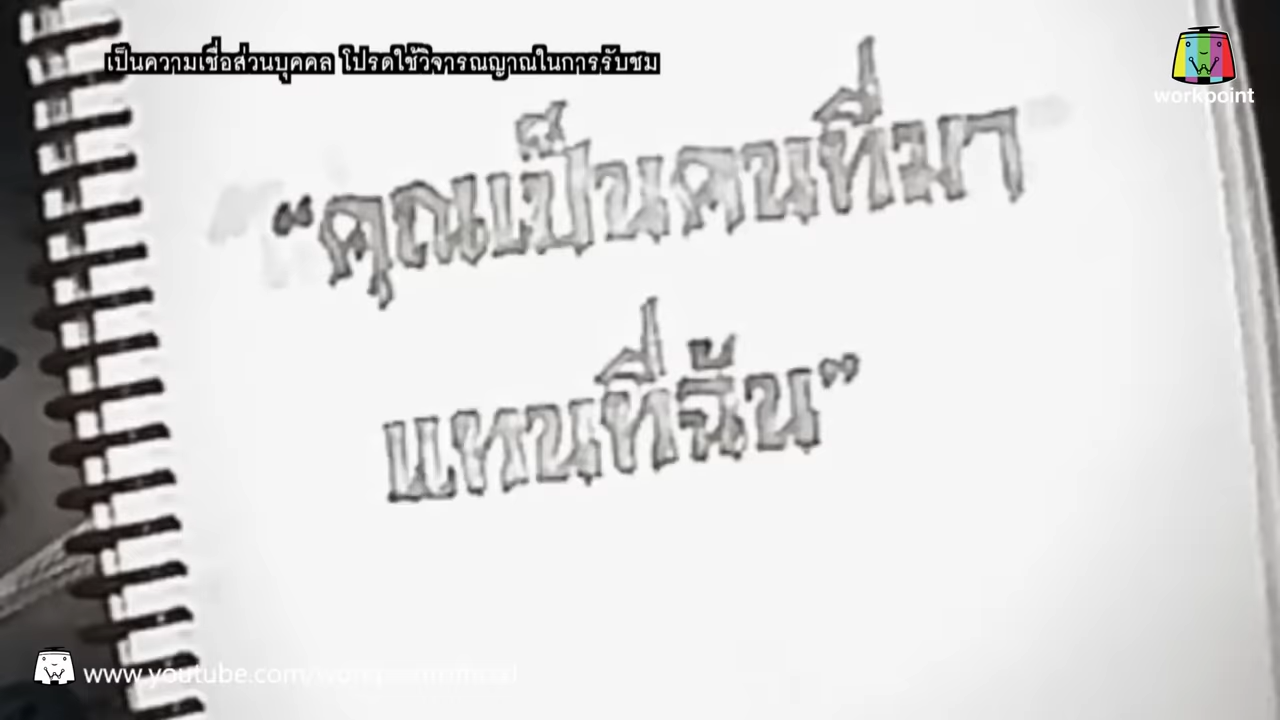 เป็นความเชื่อส่วนบุคคล โปรดใช้วิจารณญาณในการรับชม
workpoint
“คุณเป็นคนที่มา
แทนที่ฉัน”
www.youtube.com/